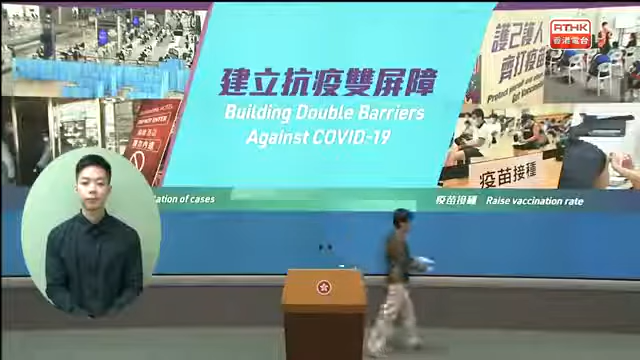 RTHK
香港電台
護己護人
齊打疫苗
Protect yourself and others
Get Vaccinated
建立抗疫雙屏障
Building Double Barriers
Against COVID-19
疫苗接種
ation of cases
疫苗接種 Raise vaccination rate